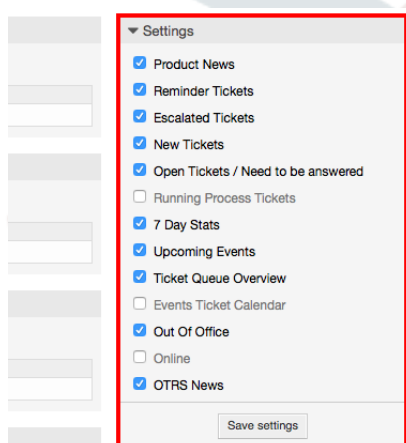 Settings
Product News
Reminder Tickets
Escalated Tickets
New Tickets
Open Tickets / Need to be answered
Running Process Tickets
7 Day Stats
Upcoming Events
Ticket Queue Overview
Events Ticket Calendar
Out Of Office
Online
OTRS News
Save settings